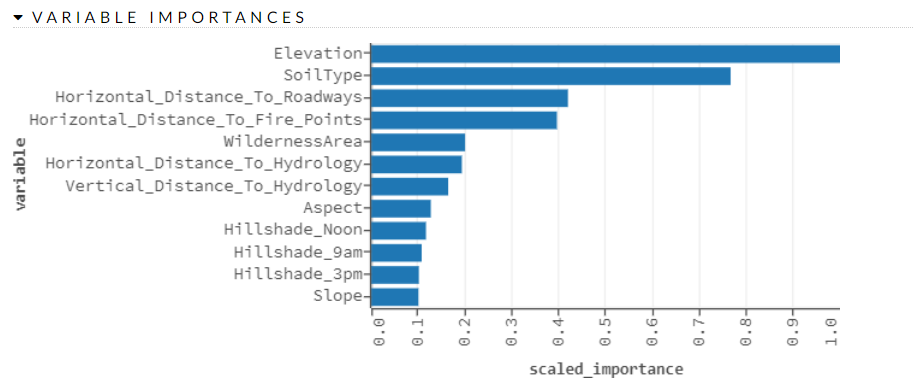 VARIABLE IMPORTANCES
Elevation
SoilType
Horizontal_Distance_To_Roadways
Horizontal_Distance_To_Fire_Points
WildernessArea
Horizontal_Distance_To_Hydrology
Vertical_Distance_To_Hydrology
Aspect
Hillshade_Noon
Hillshade_9am
Hillshade_3pm
Slope
variable
0.0 0.1 0.2 0.3 0.4 0.5 0.6 0.7 0.8 0.9 1.0
scaled_importance